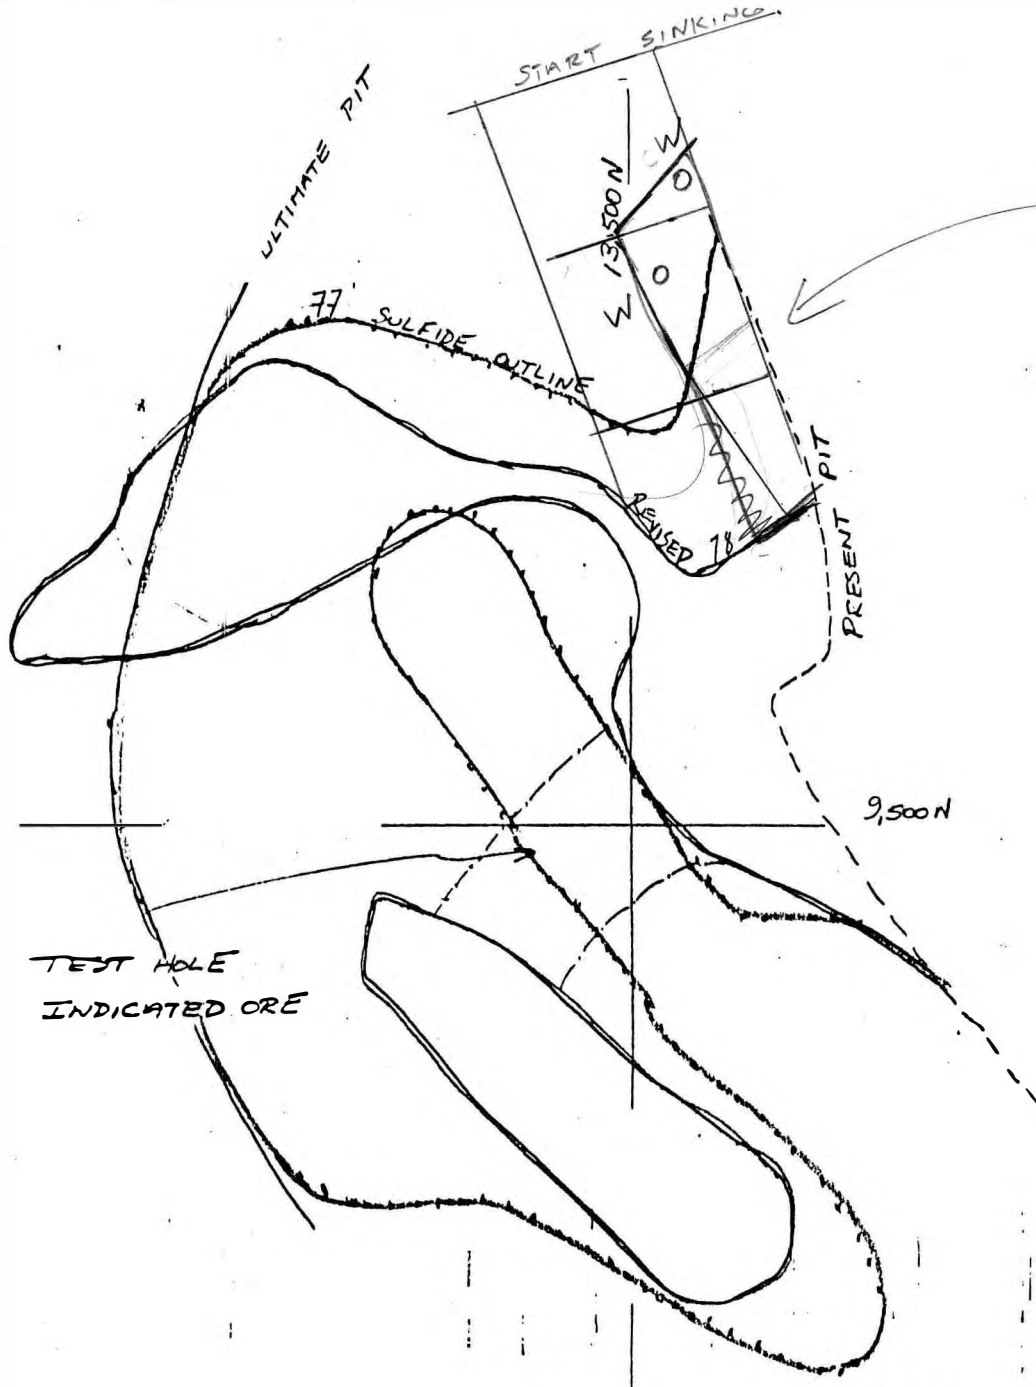 START SINKING.
ULTIMATE PIT
CW
O
W 13,500 N
O
77' SULFIDE OUTLINE
REVISED 78
PRESENT PIT
9,500 N
TEST HOLE
INDICATED ORE